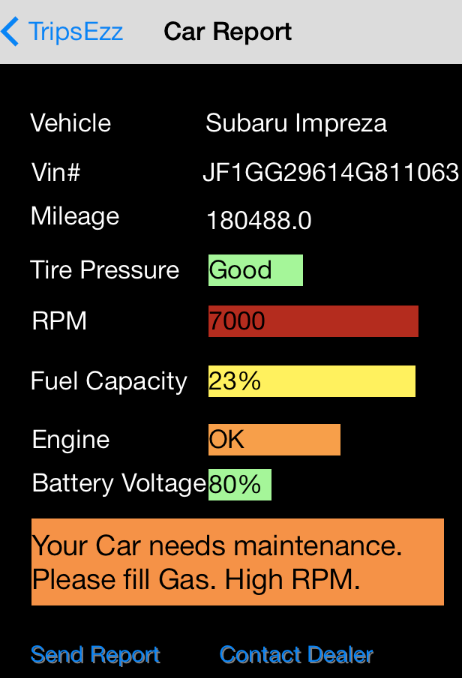 TripsEzz Car Report
Vehicle Subaru Impreza
Vin# JF1GG29614G811063
Mileage 180488.0
Tire Pressure Good
RPM 7000
Fuel Capacity 23%
Engine OK
Battery Voltage 80%
Your Car needs maintenance.
Please fill Gas. High RPM.
Send Report Contact Dealer